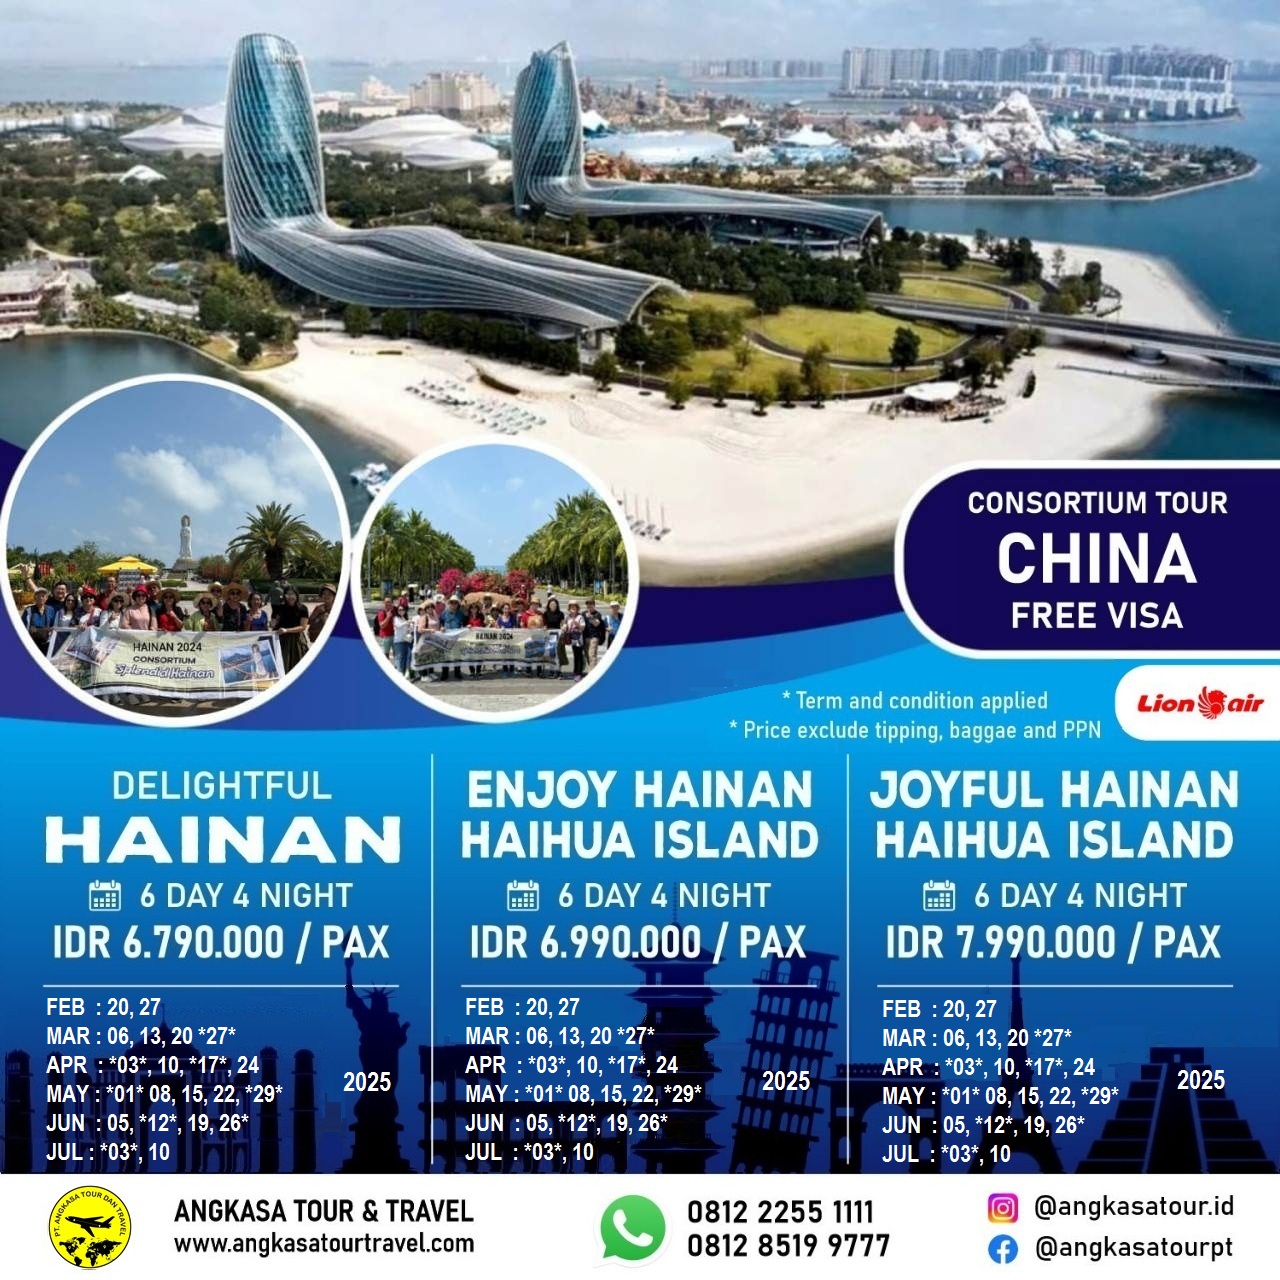 HAINAN 2024
CONSORTIUM
Splendid Hainan
HAINAN 2024
CONSORTIUM TOUR
CHINA
FREE VISA
* Term and condition applied
* Price exclude tipping, baggae and PPN
Lion air
DELIGHTFUL
HAINAN
6 DAY 4 NIGHT
IDR 6.790.000 / PAX
FEB : 20, 27
MAR : 06, 13, 20 *27*
APR : *03*, 10, *17*, 24
MAY : *01* 08, 15, 22, *29*
JUN : 05, *12*, 19, 26*
JUL : *03*, 10
2025
ENJOY HAINAN
HAIHUA ISLAND
6 DAY 4 NIGHT
IDR 6.990.000 / PAX
FEB : 20, 27
MAR : 06, 13, 20 *27*
APR : *03*, 10, *17*, 24
MAY : *01* 08, 15, 22, *29*
JUN : 05, *12*, 19, 26*
JUL : *03*, 10
2025
JOYFUL HAINAN
HAIHUA ISLAND
6 DAY 4 NIGHT
IDR 7.990.000 / PAX
FEB : 20, 27
MAR : 06, 13, 20 *27*
APR : *03*, 10, *17*, 24
MAY : *01* 08, 15, 22, *29*
JUN : 05, *12*, 19, 26*
JUL : *03*, 10
2025
PT. ANGKASA TOUR DAN TRAVEL
ANGKASA TOUR & TRAVEL
www.angkasatourtravel.com
0812 2255 1111
0812 8519 9777
@angkasatour.id
@angkasatourpt